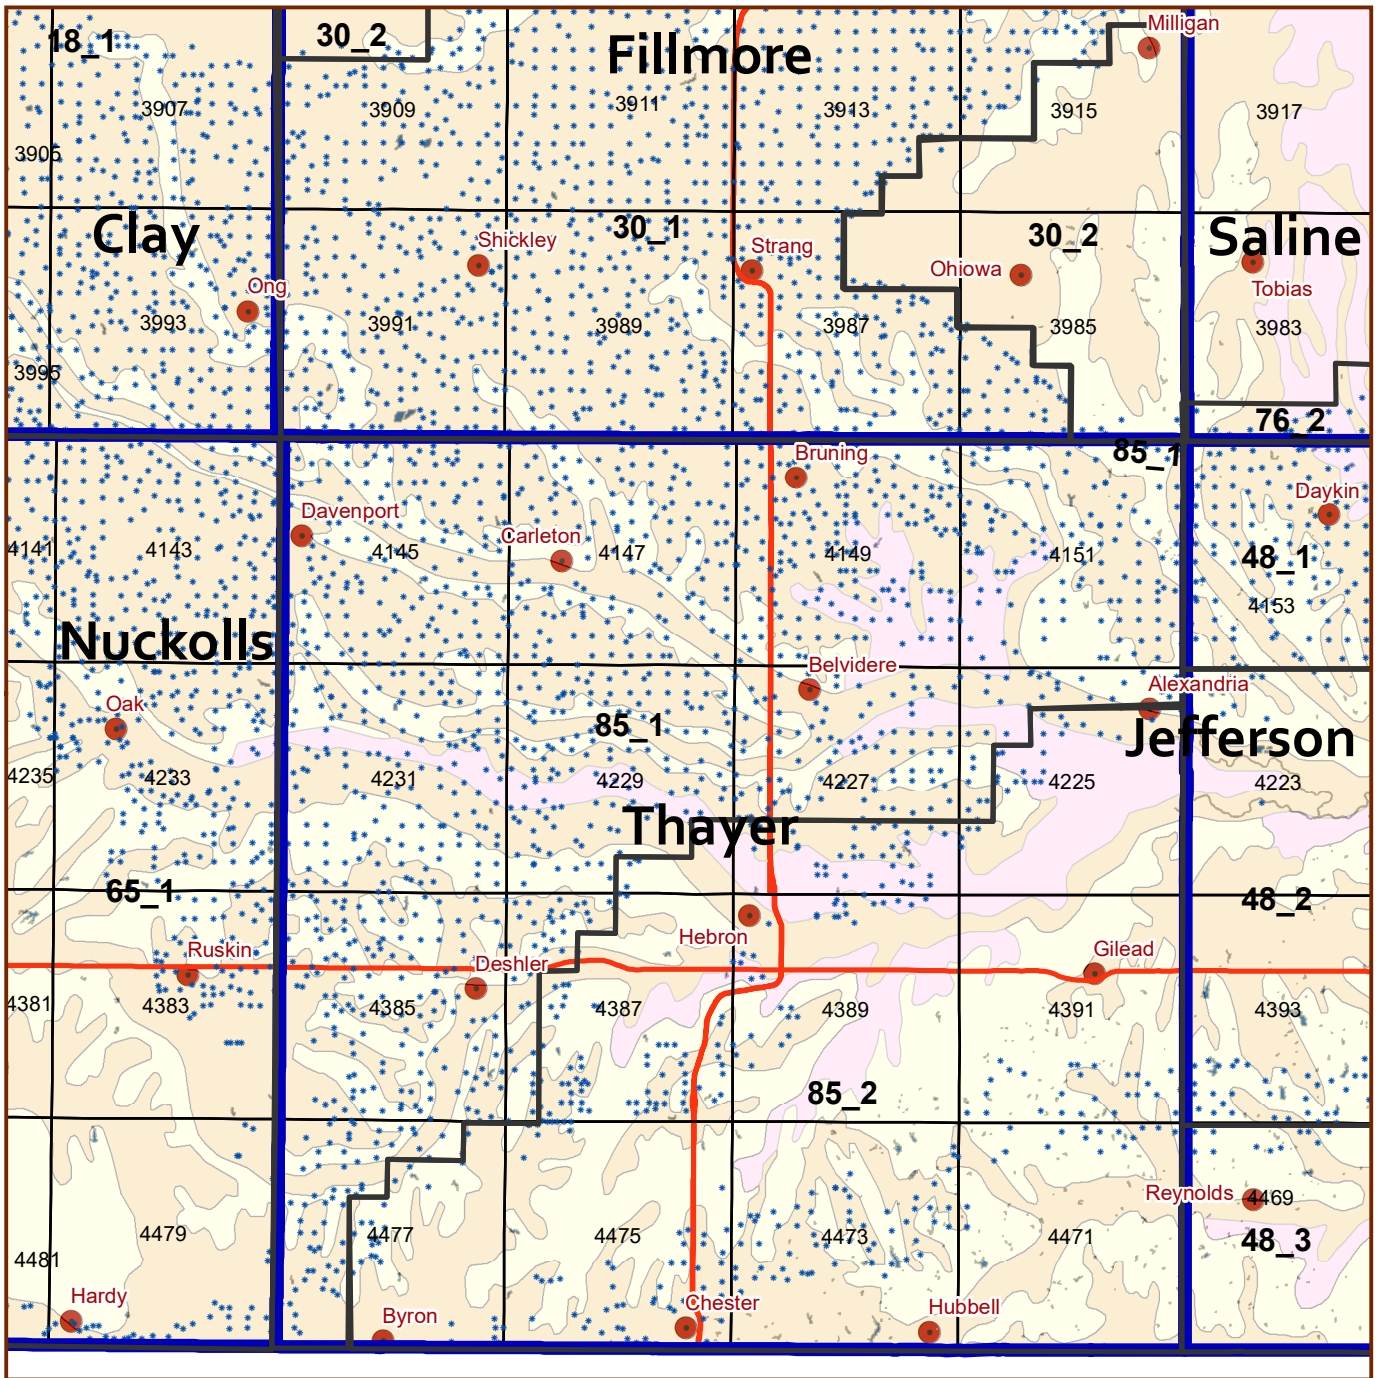 Milligan
18_1
30_2
Fillmore
3907
3909
3911
3913
3915
3917
3905
Clay
30_1
30_2
Saline
Shickley
Strang
Ohiowa
Tobias
Ong
3993
3991
3989
3987
3985
3983
3995
76_2
85_1
Bruning
Daykin
Davenport
Carleton
4141
4143
4145
4147
4149
4151
48_1
4153
Nuckolls
Belvidere
Alexandria
Oak
85_1
Jefferson
4235
4233
4231
4229
4227
4225
4223
Thayer
65_1
48_2
Hebron
Ruskin
Deshler
Gilead
4381
4383
4385
4387
4389
4391
4393
85_2
Reynolds
4469
4479
4477
4475
4473
4471
48_3
4481
Hardy
Byron
Chester
Hubbell